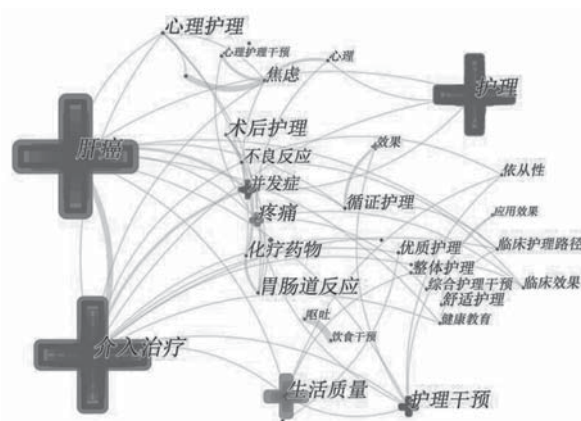 心理护理
心理护理干预
心理
焦虑
护理
术后护理
效果
肝癌
不良反应
依从性
并发症
循证护理
疼痛
应用效果
化疗药物
优质护理
临床护理路径
整体护理
胃肠道反应
综合护理干预
临床效果
舒适护理
呕吐
健康教育
饮食干预
介入治疗
生活质量
护理干预